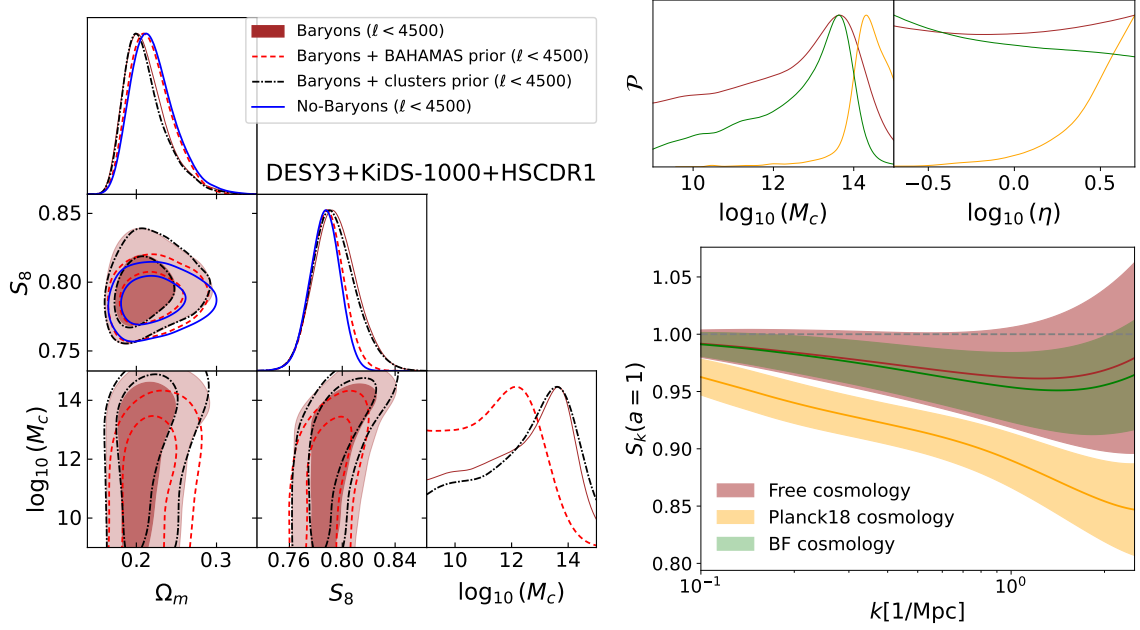 Baryons (ℓ < 4500)
Baryons + BAHAMAS prior (ℓ < 4500)
Baryons + clusters prior (ℓ < 4500)
No-Baryons (ℓ < 4500)
DESY3+KiDS-1000+HSCDR1
0.85
0.80
0.75
S₈
14
12
10
log₁₀ (M_c)
0.2 0.3
Ωₘ
0.76 0.80 0.84
S₈
10 12 14
log₁₀ (M_c)
𝒫
10 12 14
log₁₀ (M_c)
−0.5 0.0 0.5
log₁₀ (η)
1.05
1.00
0.95
0.90
0.85
0.80
S_k(a = 1)
Free cosmology
Planck18 cosmology
BF cosmology
10⁻¹ 10⁰
k[1/Mpc]